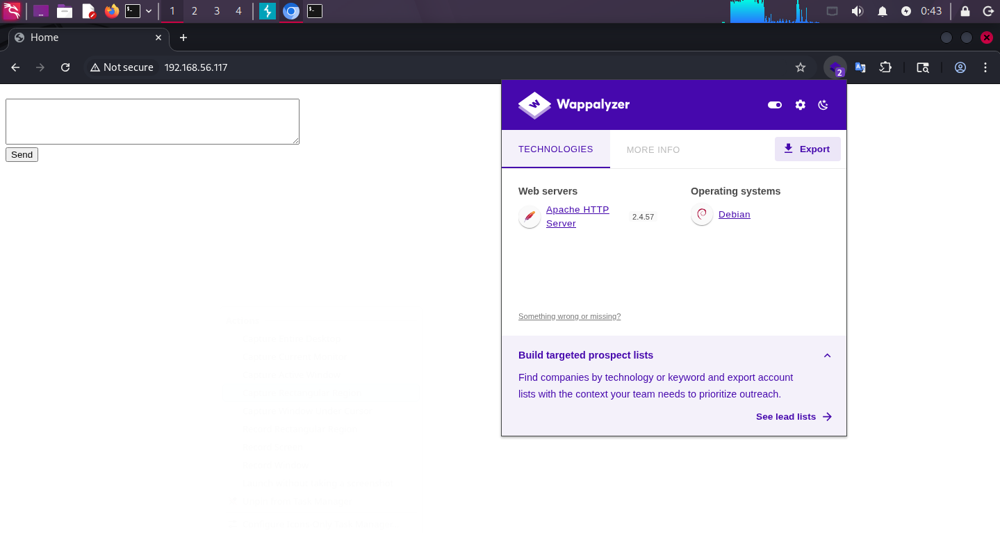 1 2 3 4
0:43
Home
Not secure 192.168.56.117
2
Send
Wappalyzer
TECHNOLOGIES MORE INFO Export
Web servers Operating systems
Apache HTTP
Server 2.4.57 Debian
Something wrong or missing?
Build targeted prospect lists
Find companies by technology or keyword and export account
lists with the context your team needs to prioritize outreach.
See lead lists